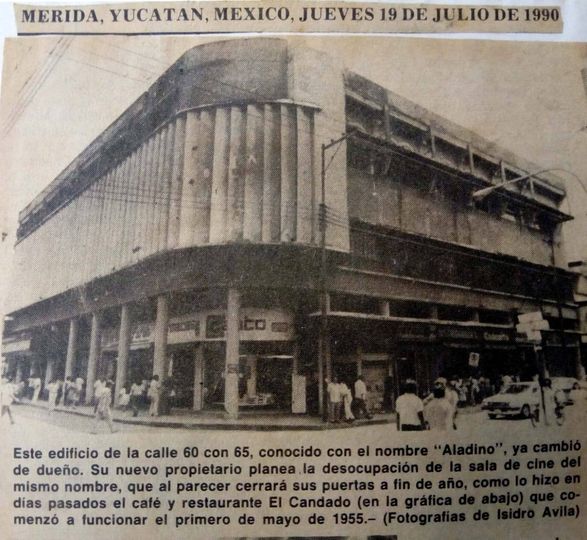 MERIDA, YUCATAN, MEXICO, JUEVES 19 DE JULIO DE 1990
Este edificio de la calle 60 con 65, conocido con el nombre "Aladino", ya cambió
de dueño. Su nuevo propietario planea la desocupación de la sala de cine del
mismo nombre, que al parecer cerrará sus puertas a fin de año, como lo hizo en
días pasados el café y restaurante El Candado (en la gráfica de abajo) que co-
menzó a funcionar el primero de mayo de 1955.— (Fotografías de Isidro Avila)